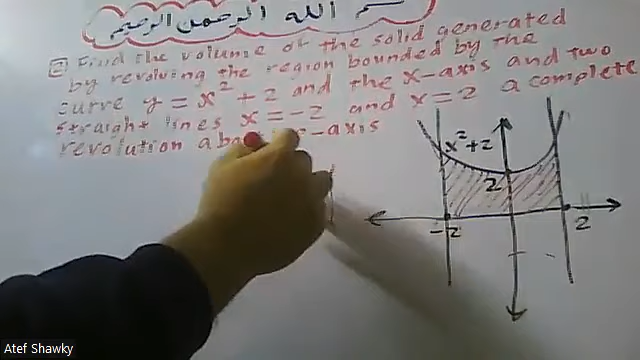 بسم الله الرحمن الرحيم
② Find the volume of the solid generated
by revolving the region bounded by the
curve y = x² + 2 and the x-axis and two
straight lines x = -2 and x = 2 a complete
revolution -axis
x²+2
2
-2
2
Atef Shawky